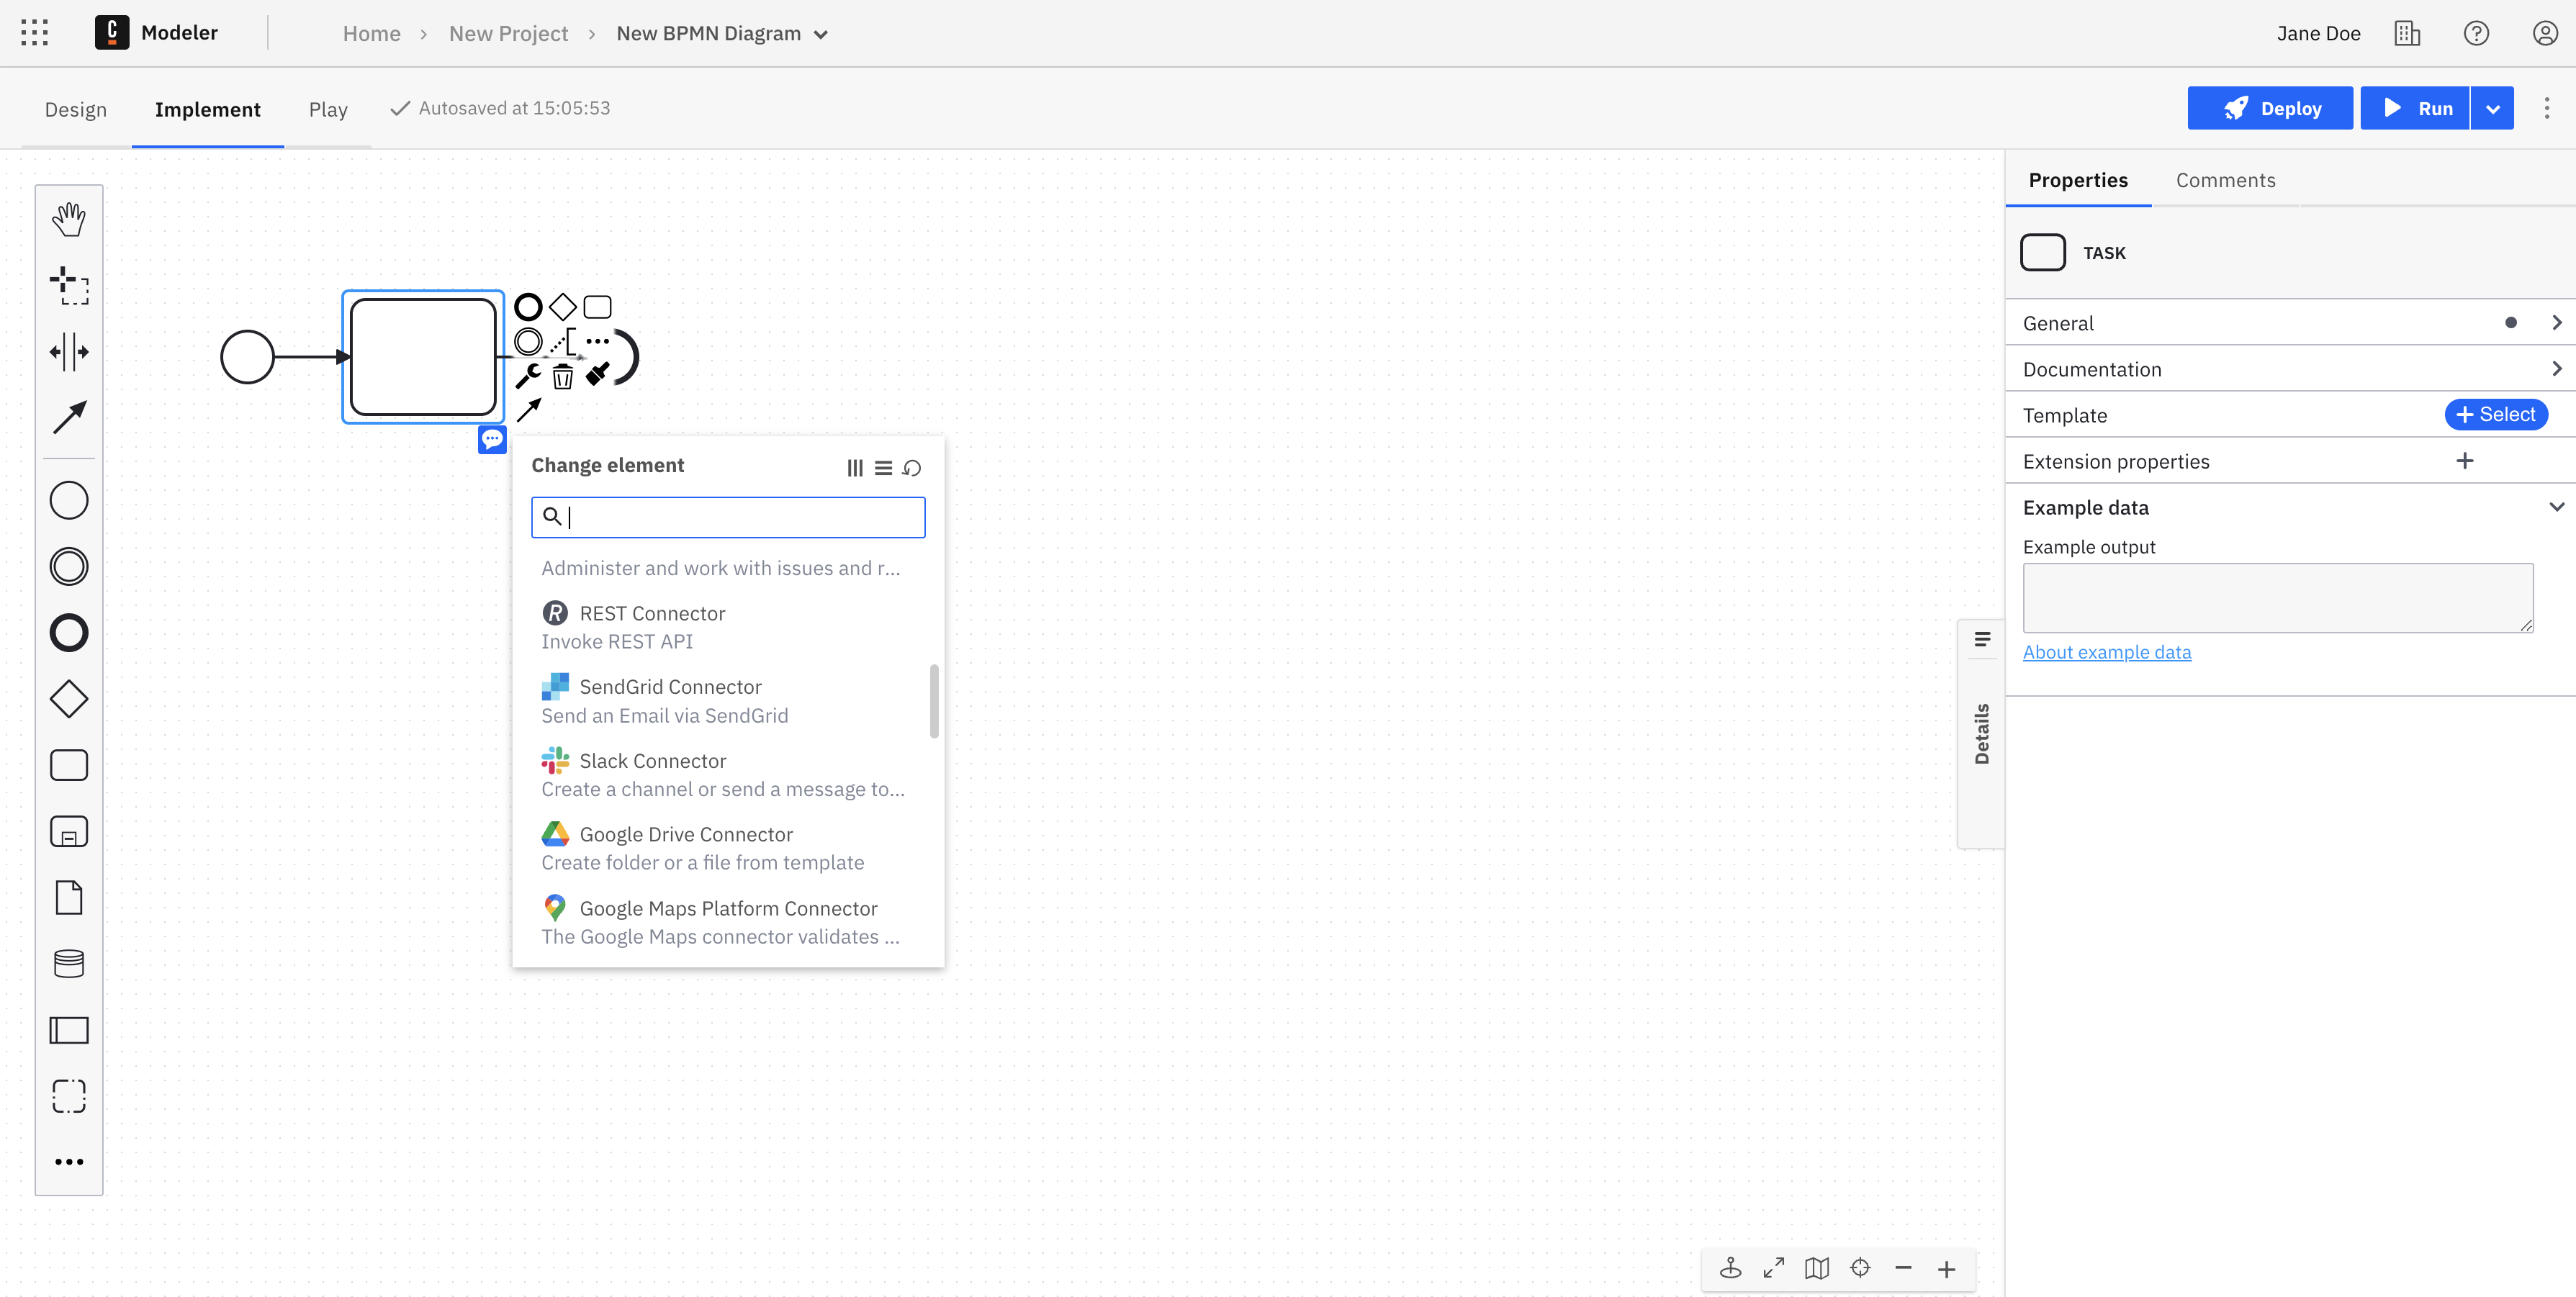 C Modeler
Home › New Project › New BPMN Diagram
Jane Doe
Design
Implement
Play
Autosaved at 15:05:53
Deploy
Run
Change element
Administer and work with issues and r...
REST Connector
Invoke REST API
SendGrid Connector
Send an Email via SendGrid
Slack Connector
Create a channel or send a message to...
Google Drive Connector
Create folder or a file from template
Google Maps Platform Connector
The Google Maps connector validates ...
Details
Properties
Comments
TASK
General
Documentation
Template
+ Select
Extension properties
Example data
Example output
About example data